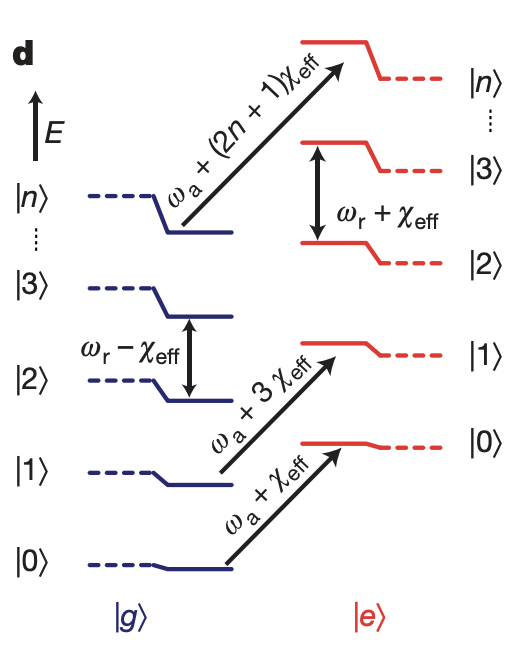 d
E
ωa + (2n + 1)χeff
|n⟩
|n⟩
|3⟩
ωr + χeff
|3⟩
|2⟩
ωr − χeff
|2⟩
ωa + 3 χeff
|1⟩
|1⟩
ωa + χeff
|0⟩
|0⟩
|g⟩
|e⟩